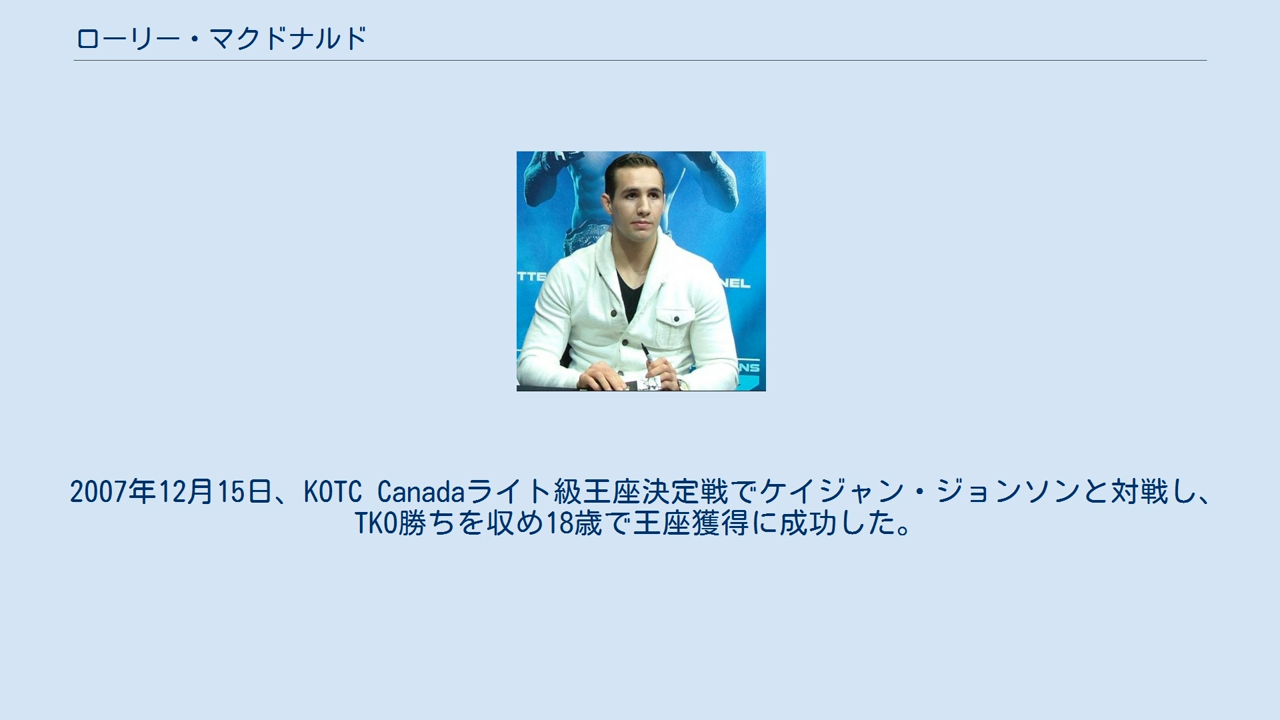 ローリー・マクドナルド
TTE
NEL
NS
2007年12月15日、KOTC Canadaライト級王座決定戦でケイジャン・ジョンソンと対戦し、
TKO勝ちを収め18歳で王座獲得に成功した。